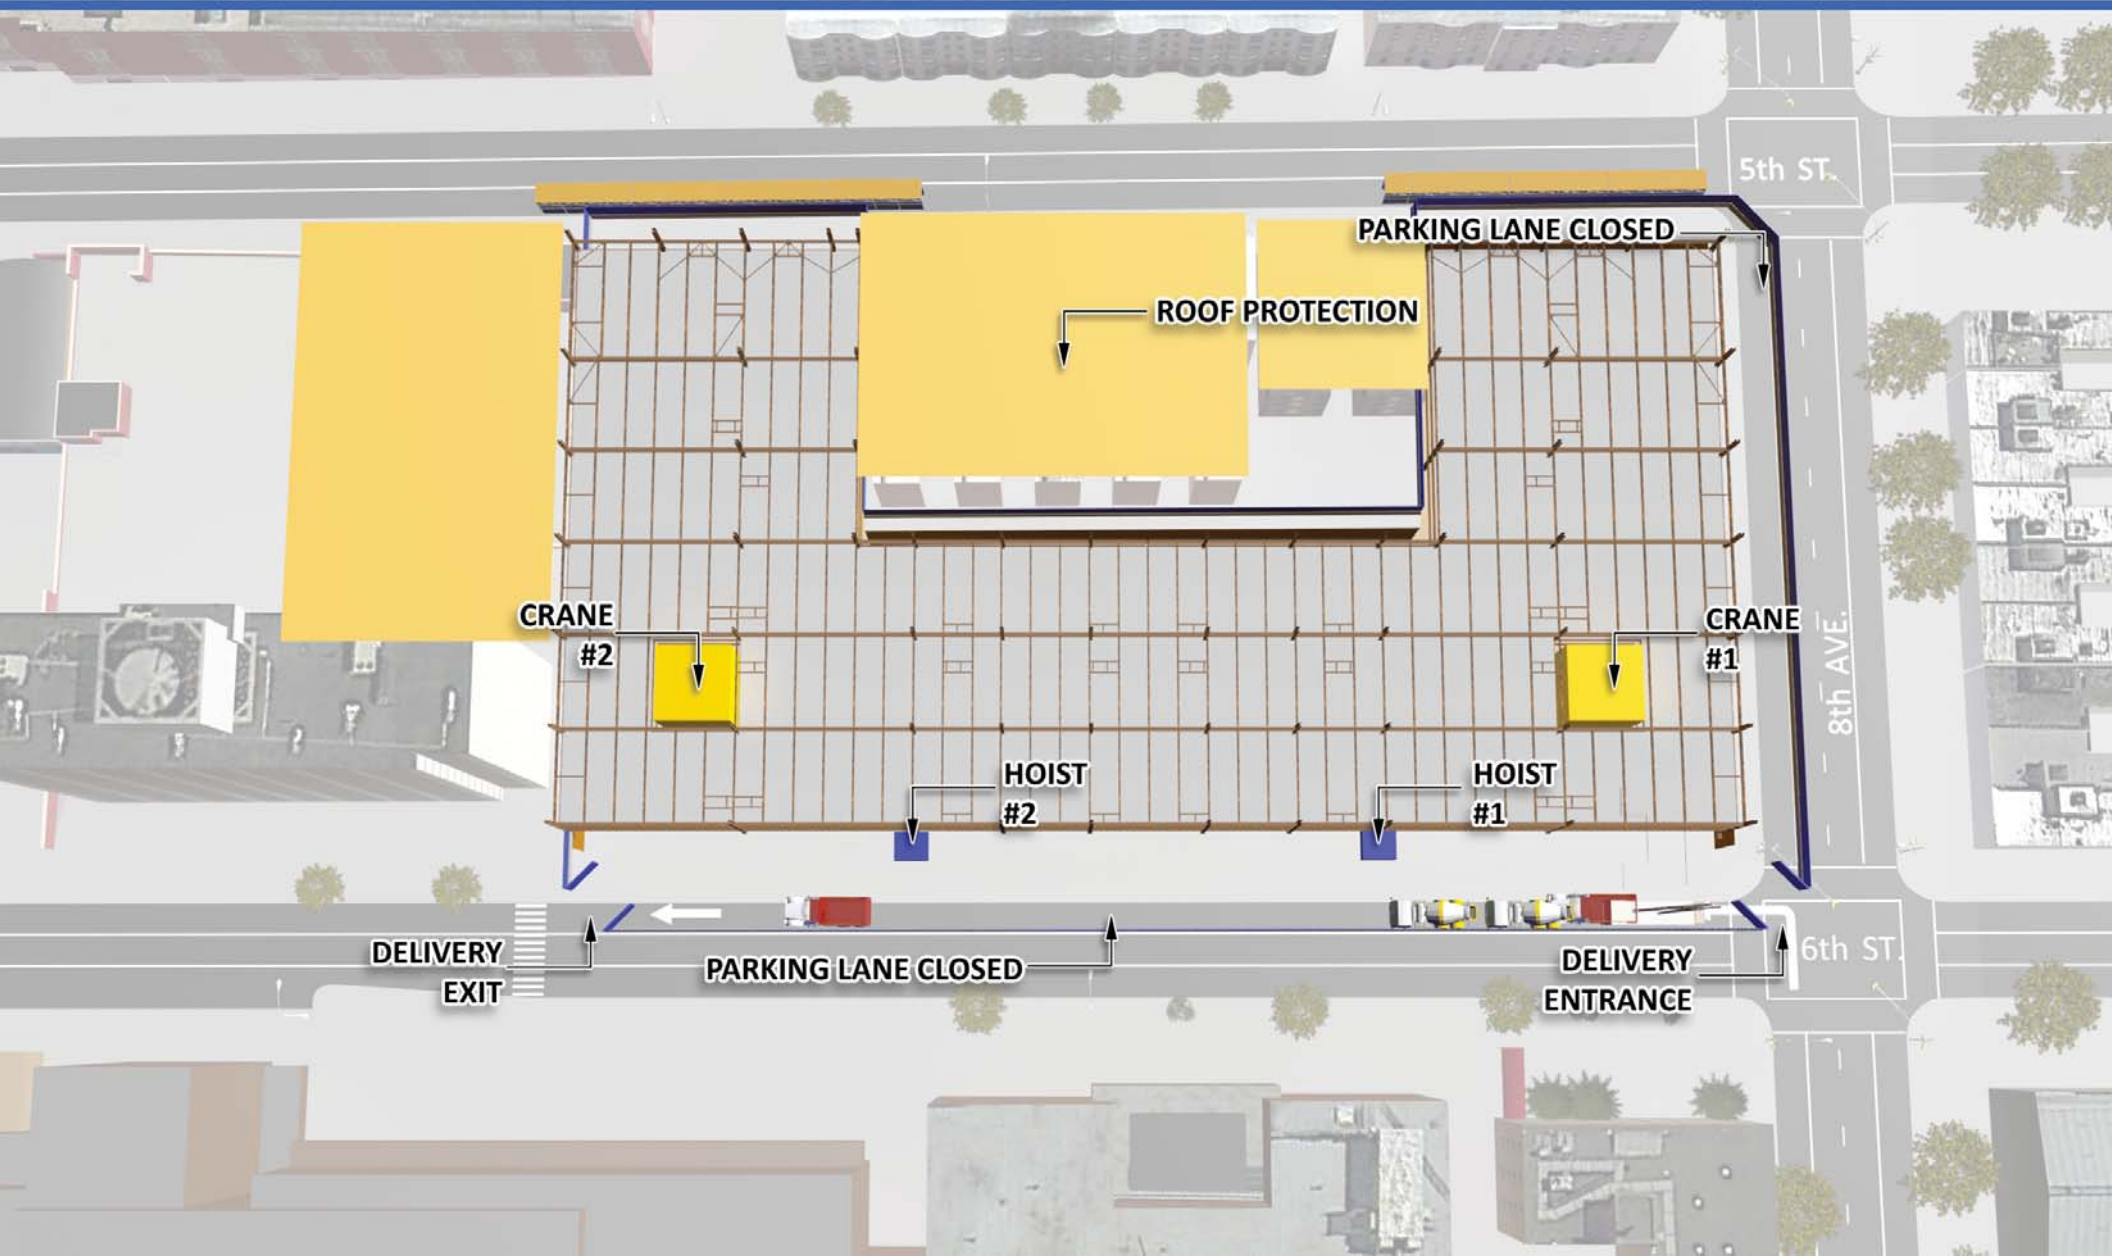 5th ST.
PARKING LANE CLOSED
ROOF PROTECTION
CRANE
#2
CRANE
#1
8th AVE.
HOIST
#2
HOIST
#1
DELIVERY
EXIT
PARKING LANE CLOSED
DELIVERY
ENTRANCE
6th ST.